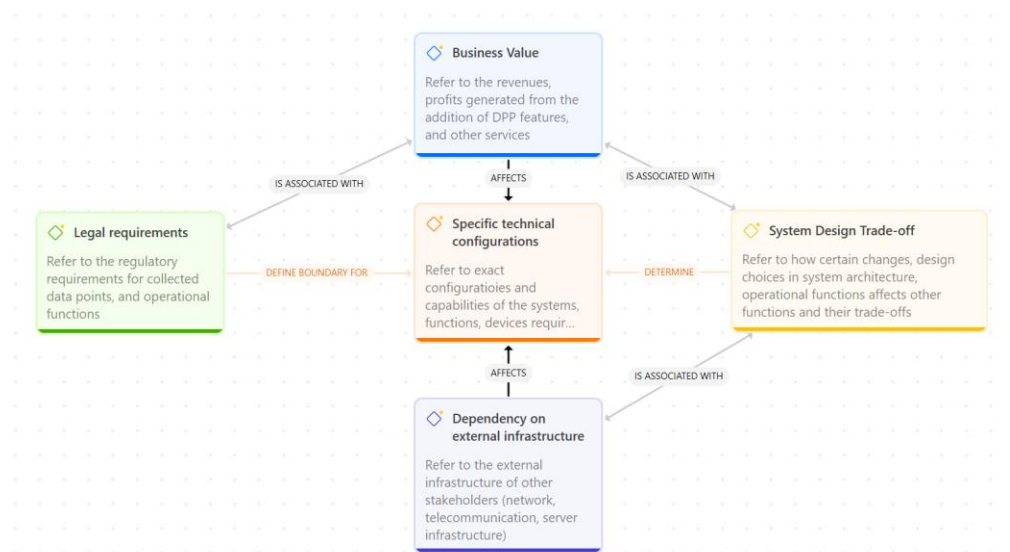 Business Value
Refer to the revenues,
profits generated from the
addition of DPP features,
and other services
IS ASSOCIATED WITH
AFFECTS
IS ASSOCIATED WITH
Legal requirements
Refer to the regulatory
requirements for collected
data points, and operational
functions
DEFINE BOUNDARY FOR
Specific technical
configurations
Refer to exact
configuratioies and
capabilities of the systems,
functions, devices requir...
DETERMINE
System Design Trade-off
Refer to how certain changes, design
choices in system architecture,
operational functions affects other
functions and their trade-offs
AFFECTS
IS ASSOCIATED WITH
Dependency on
external infrastructure
Refer to the external
infrastructure of other
stakeholders (network,
telecommunication, server
infrastructure)